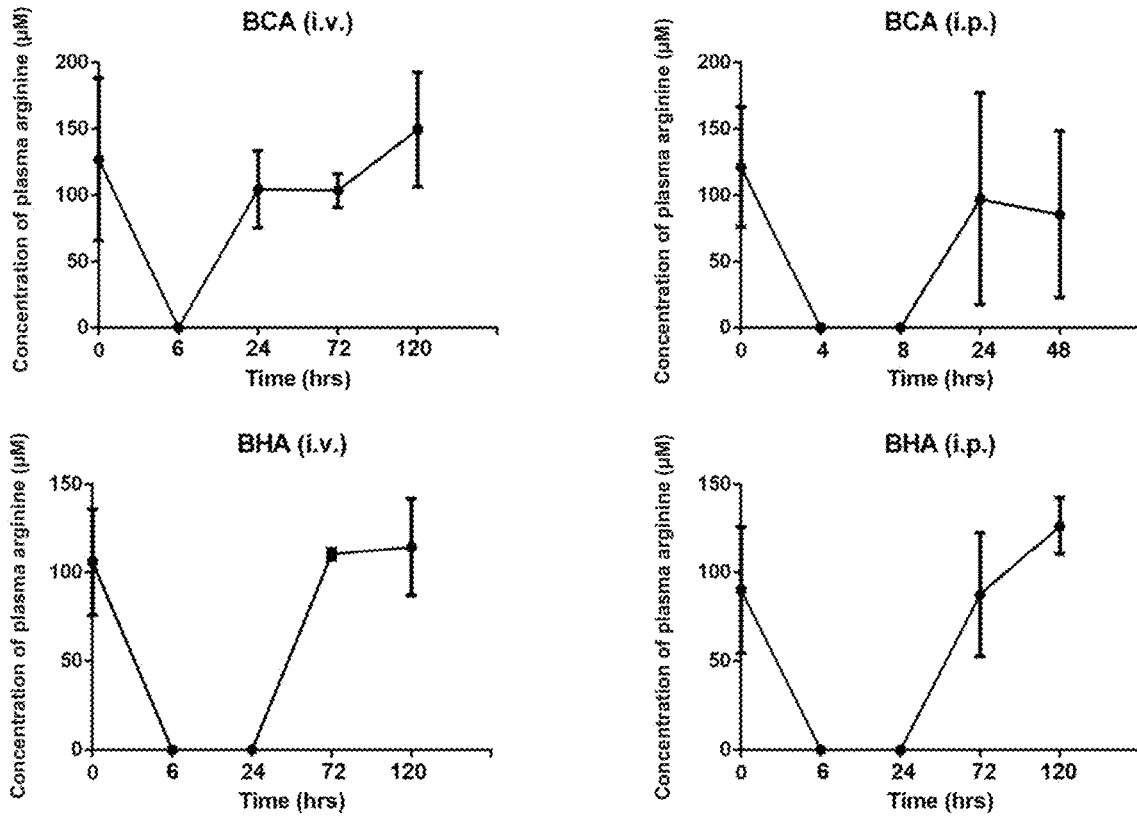 BCA (i.v.)
Concentration of plasma arginine (µM)
200
150
100
50
0
0 6 24 72 120
Time (hrs)
BCA (i.p.)
Concentration of plasma arginine (µM)
200
150
100
50
0
0 4 8 24 48
Time (hrs)
BHA (i.v.)
Concentration of plasma arginine (µM)
150
100
50
0
0 6 24 72 120
Time (hrs)
BHA (i.p.)
Concentration of plasma arginine (µM)
150
100
50
0
0 6 24 72 120
Time (hrs)